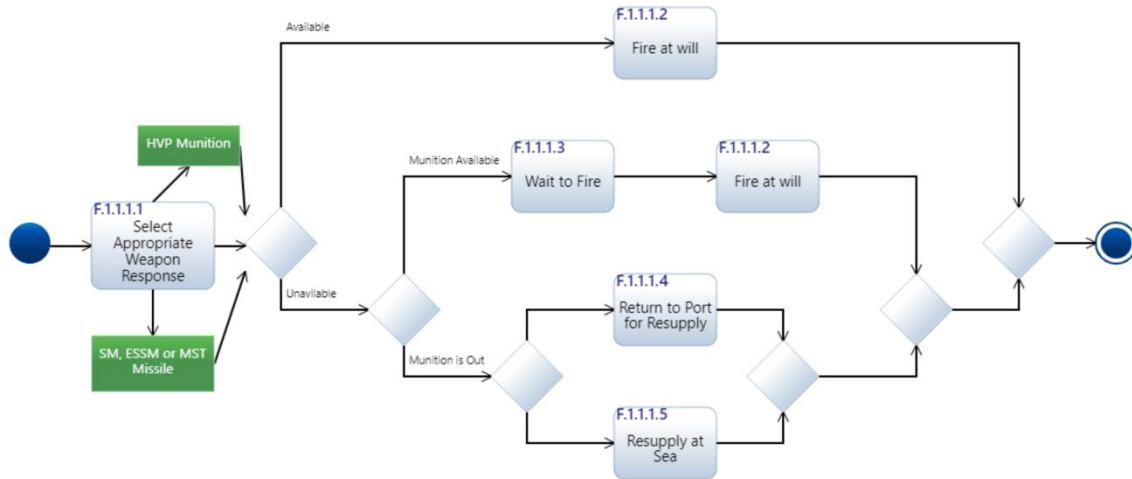 Available
F.1.1.1.2
Fire at will
HVP Munition
F.1.1.1.1
Select
Appropriate
Weapon
Response
SM, ESSM or MST
Missile
Unavilable
Munition Available
F.1.1.1.3
Wait to Fire
F.1.1.1.2
Fire at will
Munition is Out
F.1.1.1.4
Return to Port
for Resupply
F.1.1.1.5
Resupply at
Sea